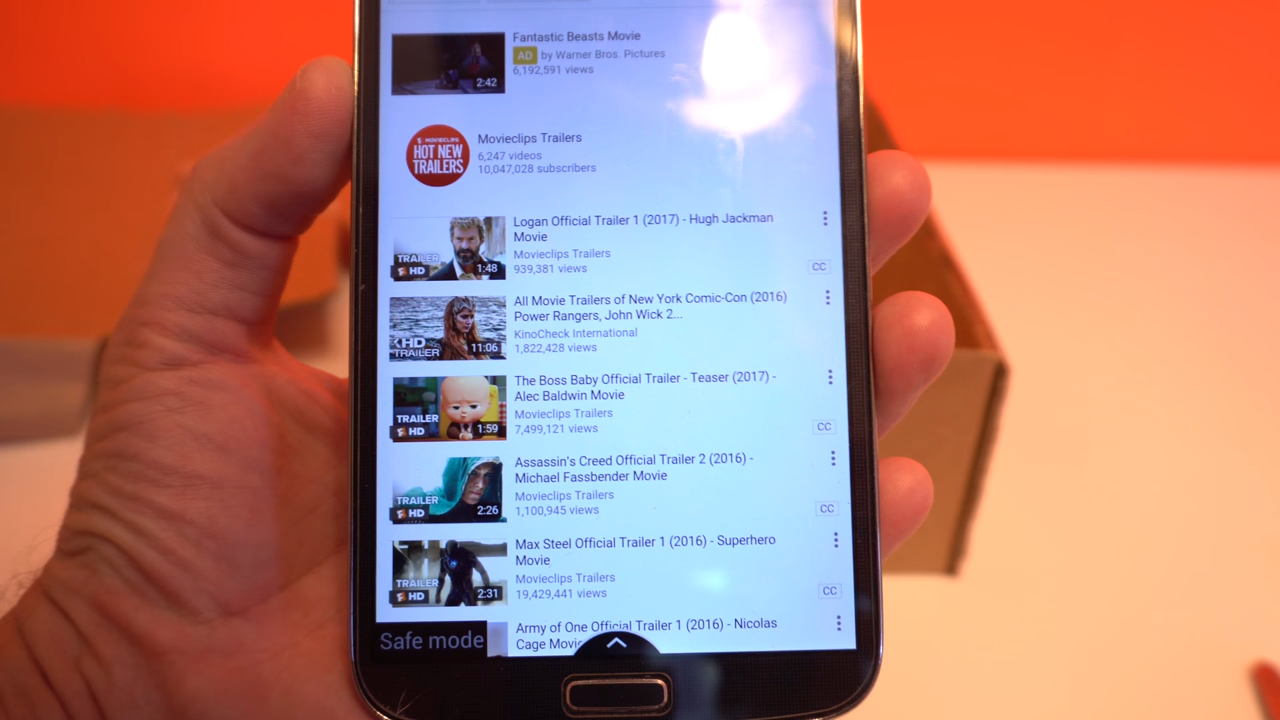 Fantastic Beasts Movie
AD by Warner Bros. Pictures
6,192,591 views
2:42
MOVIECLIPS
HOT NEW
TRAILERS
Movieclips Trailers
6,247 videos
10,047,028 subscribers
Logan Official Trailer 1 (2017) - Hugh Jackman
Movie
Movieclips Trailers
939,381 views
CC
TRAILER
HD
1:48
All Movie Trailers of New York Comic-Con (2016)
Power Rangers, John Wick 2...
KinoCheck International
1,822,428 views
HD
TRAILER
11:06
The Boss Baby Official Trailer - Teaser (2017) -
Alec Baldwin Movie
Movieclips Trailers
7,499,121 views
CC
TRAILER
HD
1:59
Assassin's Creed Official Trailer 2 (2016) -
Michael Fassbender Movie
Movieclips Trailers
1,100,945 views
CC
TRAILER
HD
2:26
Max Steel Official Trailer 1 (2016) - Superhero
Movie
Movieclips Trailers
19,429,441 views
CC
TRAILER
HD
2:31
Army of One Official Trailer 1 (2016) - Nicolas
Cage Movie
Safe mode